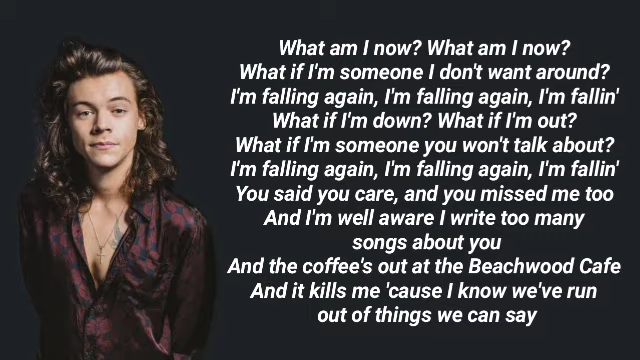 What am I now? What am I now?
What if I'm someone I don't want around?
I'm falling again, I'm falling again, I'm fallin'
What if I'm down? What if I'm out?
What if I'm someone you won't talk about?
I'm falling again, I'm falling again, I'm fallin'
You said you care, and you missed me too
And I'm well aware I write too many
songs about you
And the coffee's out at the Beachwood Cafe
And it kills me 'cause I know we've run
out of things we can say